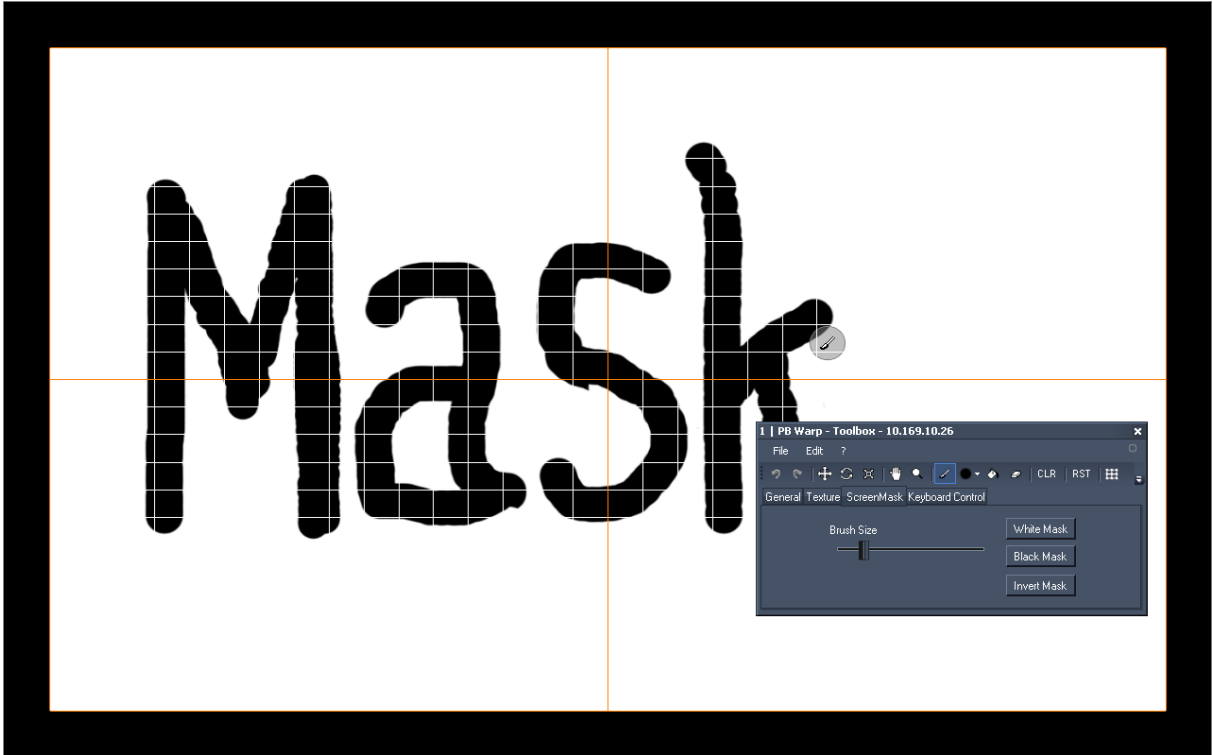 Mask
1 | PB Warp - Toolbox - 10.169.10.26
File Edit ?
CLR RST
General Texture ScreenMask Keyboard Control
Brush Size
White Mask
Black Mask
Invert Mask